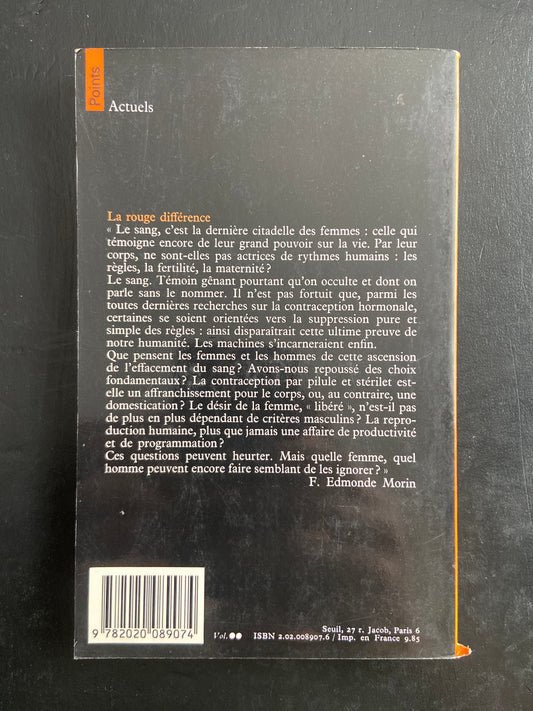 Points
Actuels
La rouge différence
« Le sang, c'est la dernière citadelle des femmes : celle qui
témoigne encore de leur grand pouvoir sur la vie. Par leur
corps, ne sont-elles pas actrices de rythmes humains : les
règles, la fertilité, la maternité ?
Le sang. Témoin gênant pourtant qu'on occulte et dont on
parle sans le nommer. Il n'est pas fortuit que, parmi les
toutes dernières recherches sur la contraception hormonale,
certaines se soient orientées vers la suppression pure et
simple des règles : ainsi disparaîtrait cette ultime preuve de
notre humanité. Les machines s'incarneraient enfin.
Que pensent les femmes et les hommes de cette ascension
de l'effacement du sang ? Avons-nous repoussé des choix
fondamentaux ? La contraception par pilule et stérilet est-
elle un affranchissement pour le corps, ou, au contraire, une
domestication ? Le désir de la femme, « libéré », n'est-il pas
de plus en plus dépendant de critères masculins ? La repro-
duction humaine, plus que jamais une affaire de productivité
et de programmation ?
Ces questions peuvent heurter. Mais quelle femme, quel
homme peuvent encore faire semblant de les ignorer ? »
F. Edmonde Morin
9 782020 089074
Vol. ●●
Seuil, 27 r. Jacob, Paris 6
ISBN 2.02.008907.6 / Imp. en France 9.85